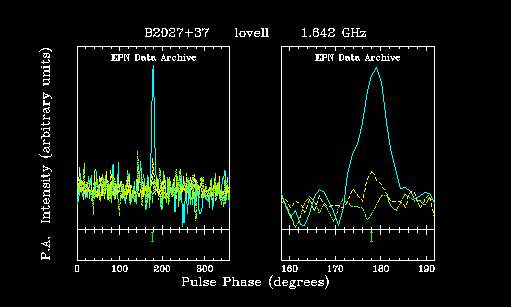 B2027+37 lovell 1.642 GHz
EPN Data Archive EPN Data Archive
P.A. Intensity (arbitrary units)
0 100 200 300 160 170 180 190
Pulse Phase (degrees)